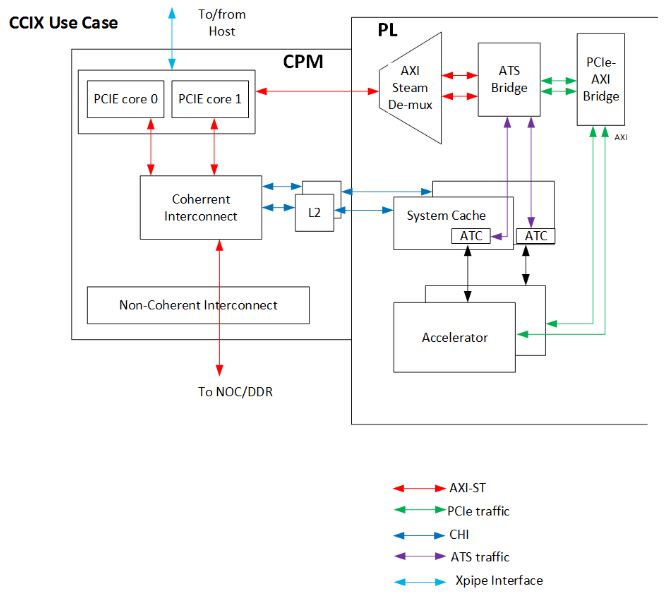 CCIX Use Case
To/from
Host
PL
CPM
PCIE core 0
PCIE core 1
AXI
Steam
De-mux
ATS
Bridge
PCIe-
AXI
Bridge
AXI
Coherent
Interconnect
L2
System Cache
ATC
ATC
Non-Coherent Interconnect
Accelerator
To NOC/DDR
AXI-ST
PCIe traffic
CHI
ATS traffic
Xpipe Interface